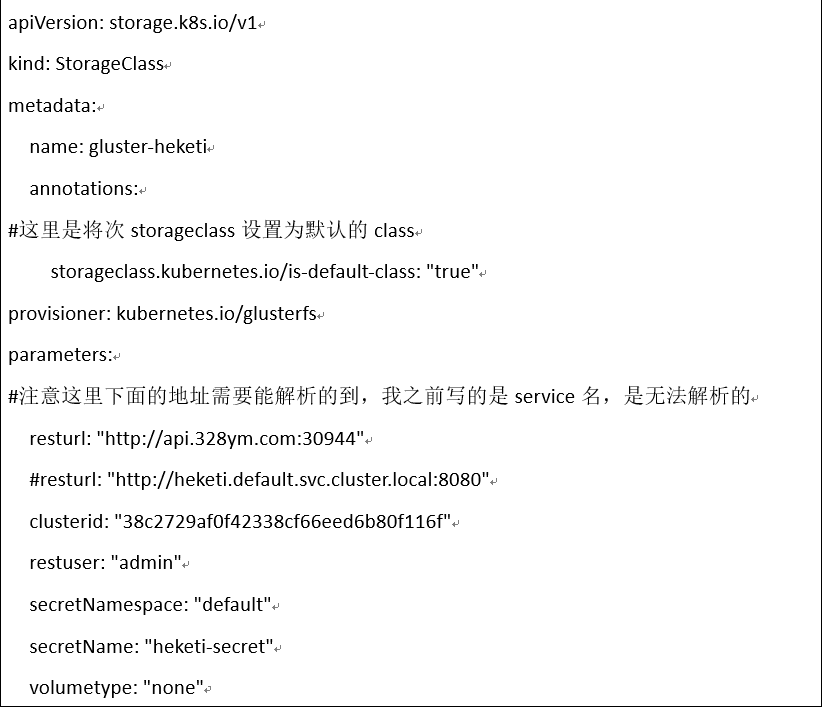 apiVersion: storage.k8s.io/v1
kind: StorageClass
metadata:
name: gluster-heketi
annotations:
#这里是将次 storageclass 设置为默认的 class
storageclass.kubernetes.io/is-default-class: "true"
provisioner: kubernetes.io/glusterfs
parameters:
#注意这里下面的地址需要能解析的到，我之前写的是 service 名，是无法解析的
resturl: "http://api.328ym.com:30944"
#resturl: "http://heketi.default.svc.cluster.local:8080"
clusterid: "38c2729af0f42338cf66eed6b80f116f"
restuser: "admin"
secretNamespace: "default"
secretName: "heketi-secret"
volumetype: "none"